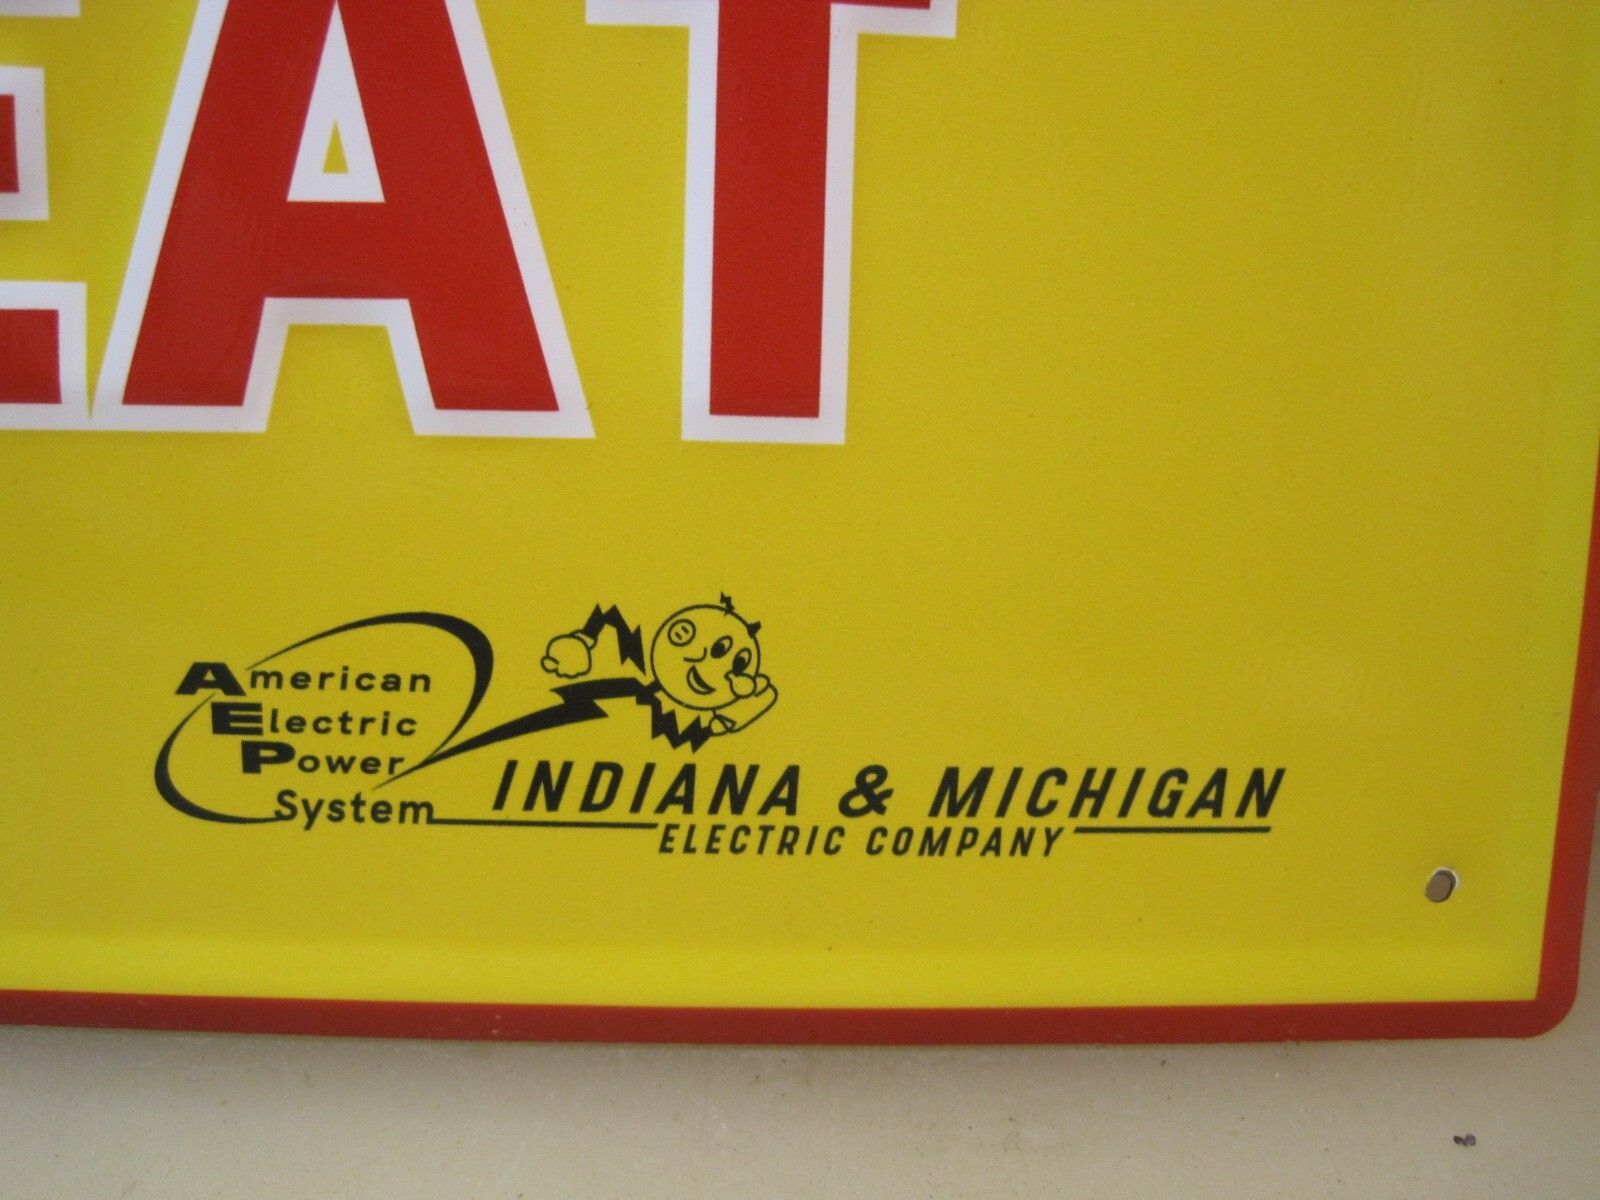 EAT
American
Electric
Power
System
INDIANA & MICHIGAN
ELECTRIC COMPANY